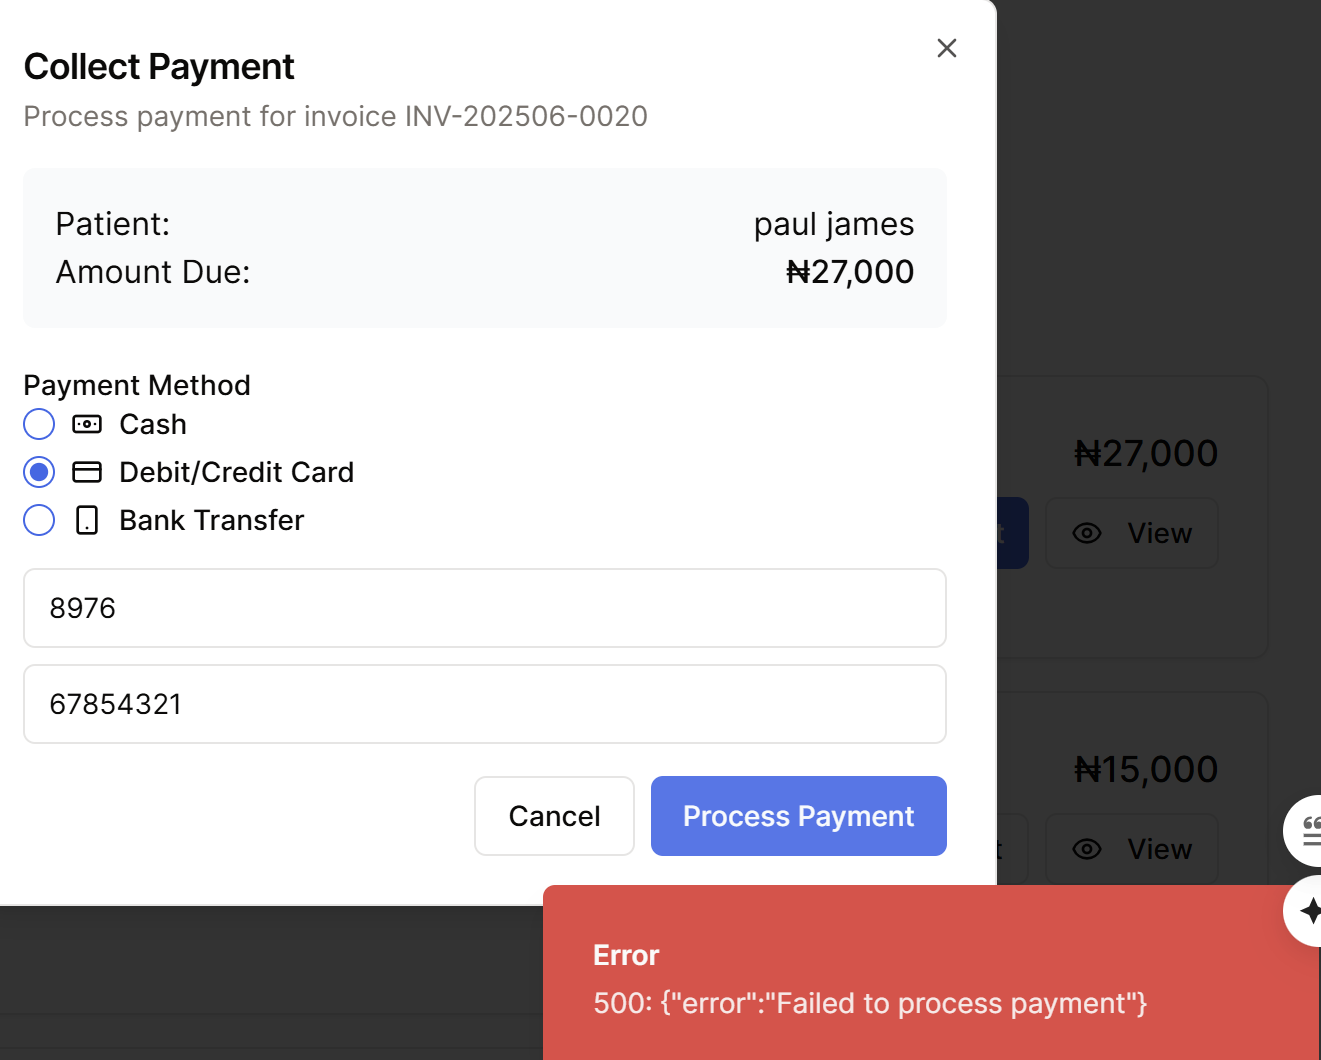 Collect Payment
Process payment for invoice INV-202506-0020
Patient: paul james
Amount Due: ₦27,000
Payment Method
Cash
Debit/Credit Card
Bank Transfer
8976
67854321
Cancel Process Payment
₦27,000
t View
₦15,000
t View
Error
500: {"error":"Failed to process payment"}